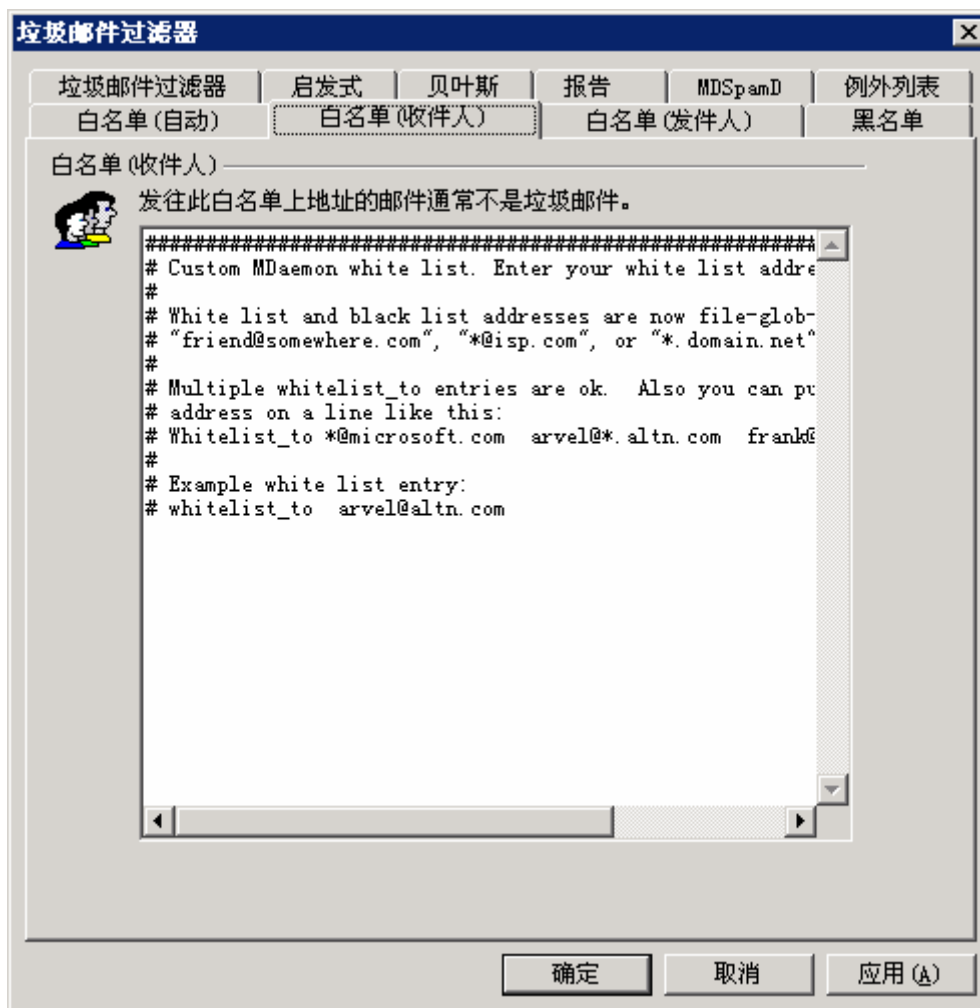 垃圾邮件过滤器
垃圾邮件过滤器 启发式 贝叶斯 报告 MDSpamD 例外列表
白名单(自动) 白名单(收件人) 白名单(发件人) 黑名单
白名单(收件人)
发往此白名单上地址的邮件通常不是垃圾邮件。
########################################################
# Custom MDaemon white list. Enter your white list addre
#
# White list and black list addresses are now file-glob-
# "friend@somewhere.com", "*@isp.com", or "*.domain.net"
#
# Multiple whitelist_to entries are ok.  Also you can pu
# address on a line like this:
# Whitelist_to *@microsoft.com  arvel@*.altn.com  frank@
#
# Example white list entry:
# whitelist_to  arvel@altn.com
确定 取消 应用(A)